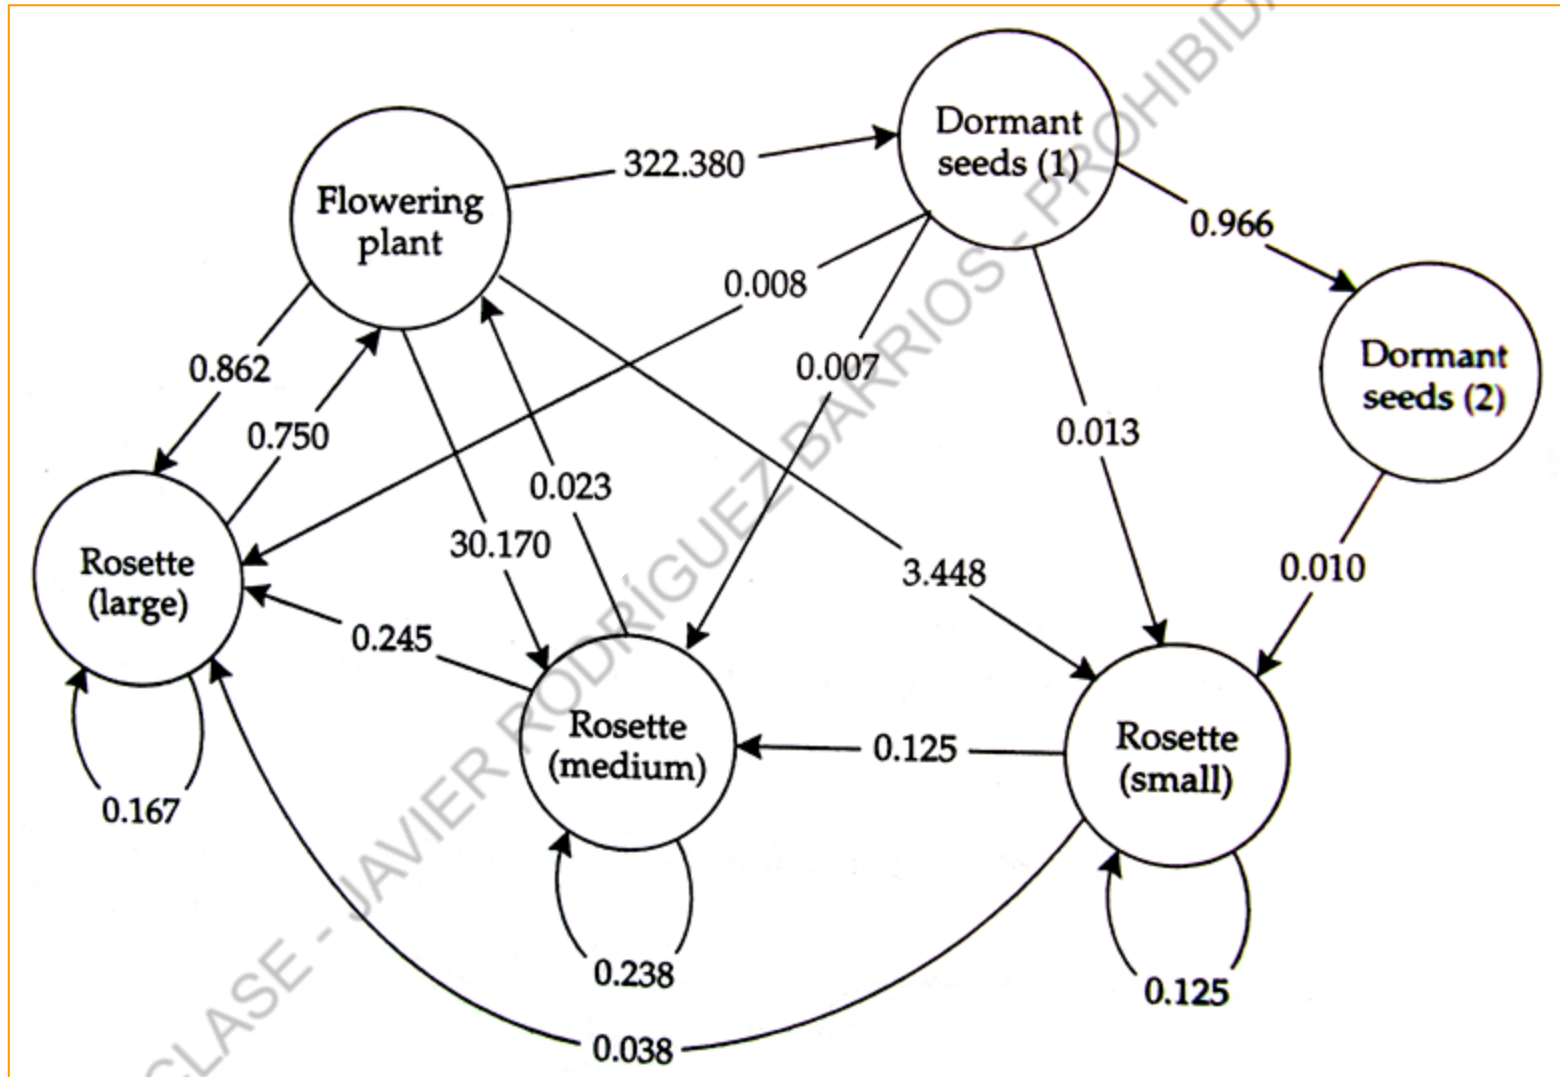 Dormant
seeds (1)
322.380
Flowering
plant
0.966
0.008
Dormant
seeds (2)
0.862
0.007
0.750
0.013
0.023
30.170
3.448
0.010
Rosette
(large)
0.245
Rosette
(medium)
0.125
Rosette
(small)
0.167
0.238
0.125
0.038
CLASE - JAVIER RODRÍGUEZ BARRIOS - PROHIBIDA